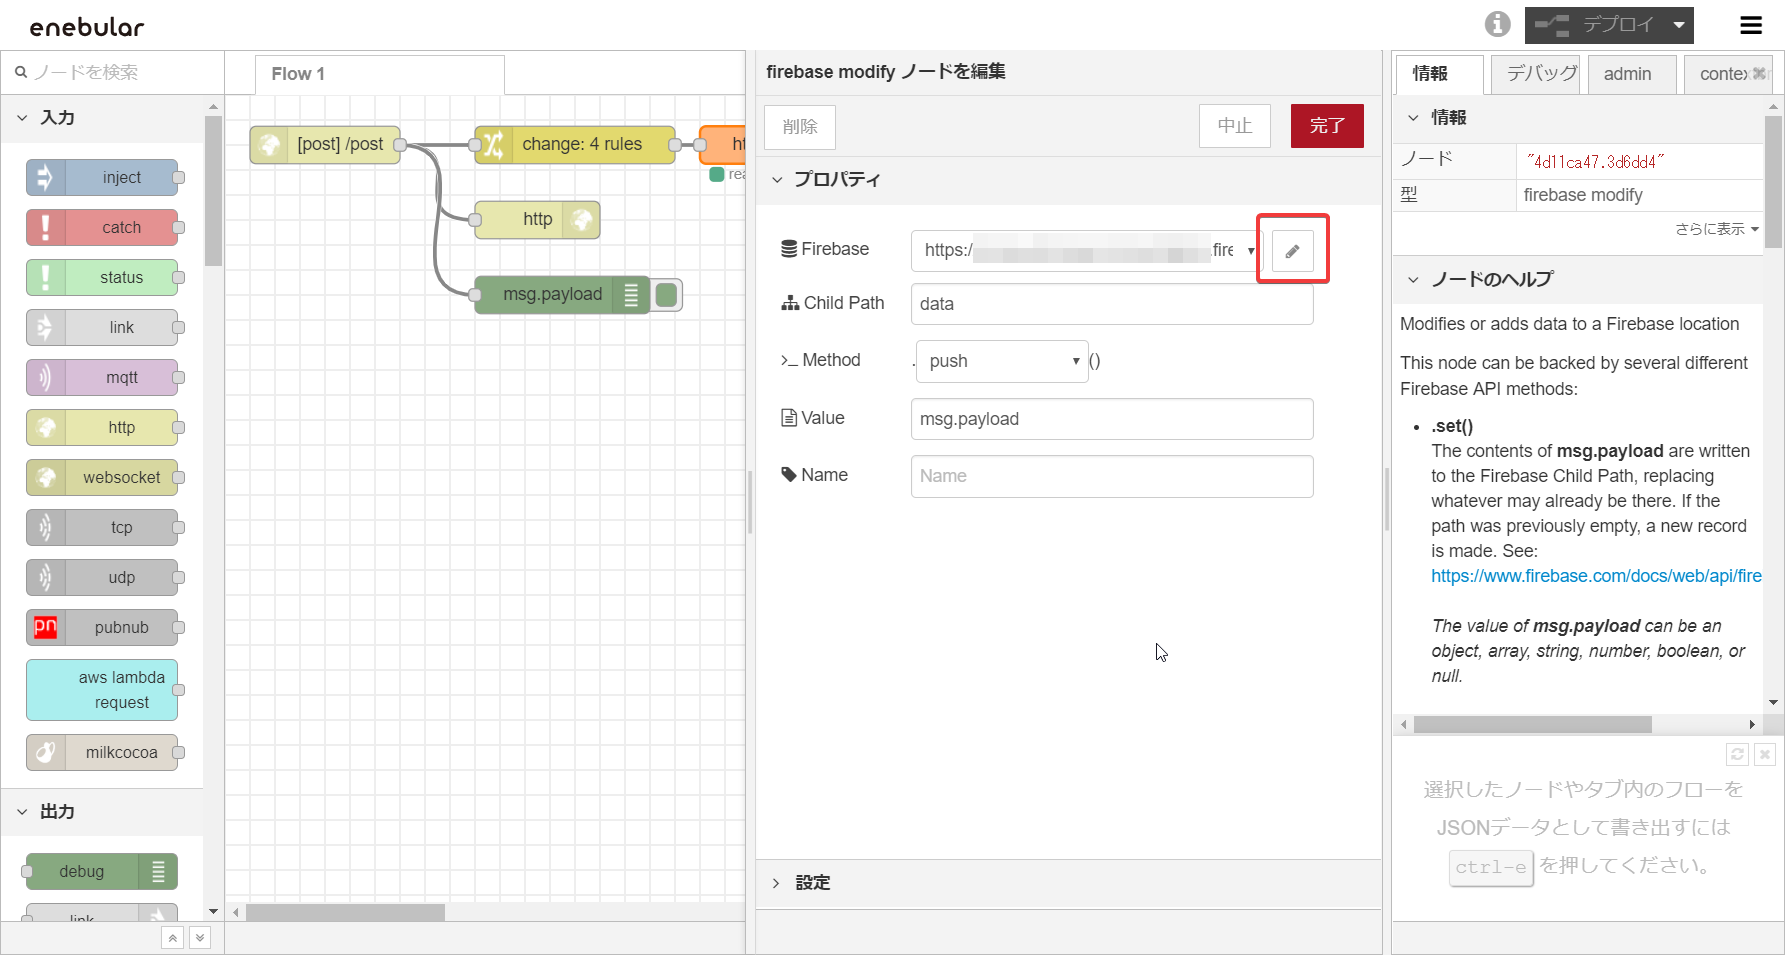 enebular
デプロイ
ノードを検索
入力
inject
catch
status
link
mqtt
http
websocket
tcp
udp
pubnub
aws lambda
request
milkcocoa
出力
debug
link
Flow 1
[post] /post
change: 4 rules
ht
rea
http
msg.payload
firebase modify ノードを編集
削除
中止
完了
プロパティ
Firebase
https:/
.fire
Child Path
data
Method
.
push
()
Value
msg.payload
Name
Name
設定
情報
デバッグ
admin
contex
情報
ノード
"4d11ca47.3d6dd4"
型
firebase modify
さらに表示
ノードのヘルプ
Modifies or adds data to a Firebase location
This node can be backed by several different
Firebase API methods:
.set()
The contents of msg.payload are written
to the Firebase Child Path, replacing
whatever may already be there. If the
path was previously empty, a new record
is made. See:
https://www.firebase.com/docs/web/api/fire
The value of msg.payload can be an
object, array, string, number, boolean, or
null.
選択したノードやタブ内のフローを
JSONデータとして書き出すには
ctrl-e を押してください。